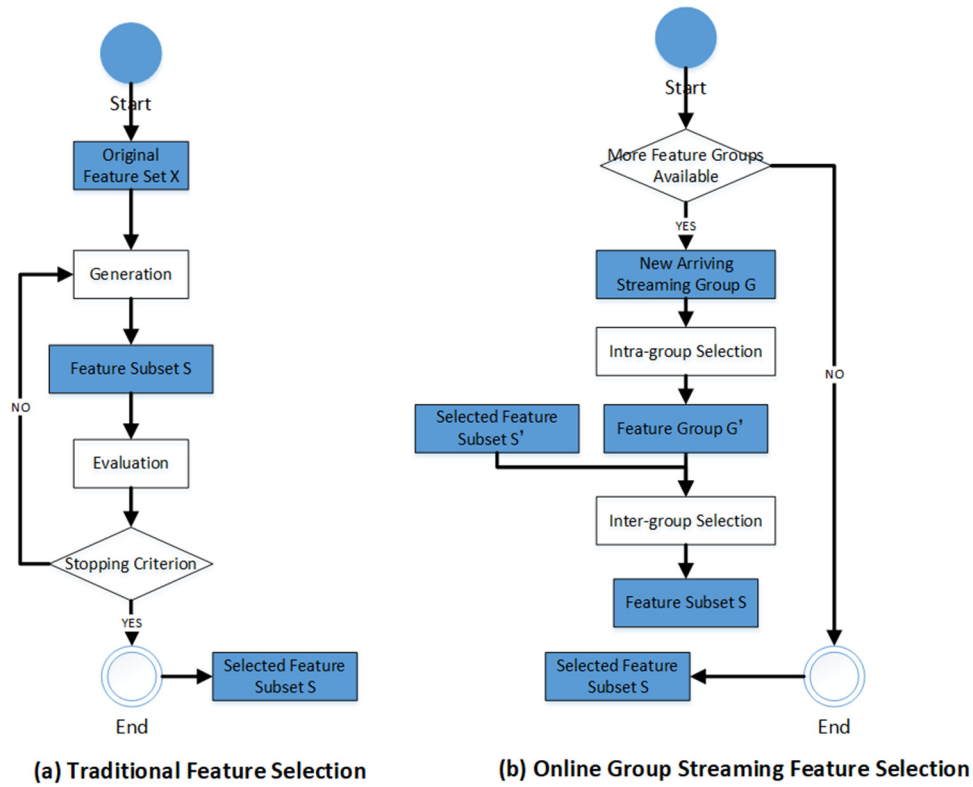 Start
Original
Feature Set X
Generation
Feature Subset S
NO
Evaluation
Stopping Criterion
YES
Selected Feature
Subset S
End
(a) Traditional Feature Selection
Start
More Feature Groups
Available
YES
New Arriving
Streaming Group G
Intra-group Selection
NO
Selected Feature
Subset S’
Feature Group G’
Inter-group Selection
Feature Subset S
Selected Feature
Subset S
End
(b) Online Group Streaming Feature Selection